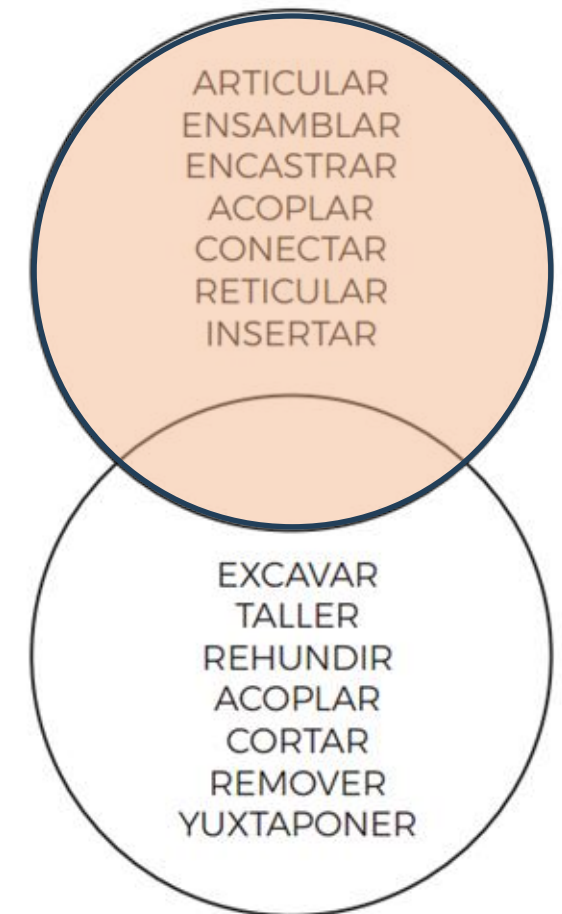 ARTICULAR
ENSAMBLAR
ENCASTRAR
ACOPLAR
CONECTAR
RETICULAR
INSERTAR
EXCAVAR
TALLER
REHUNDIR
ACOPLAR
CORTAR
REMOVER
YUXTAPONER